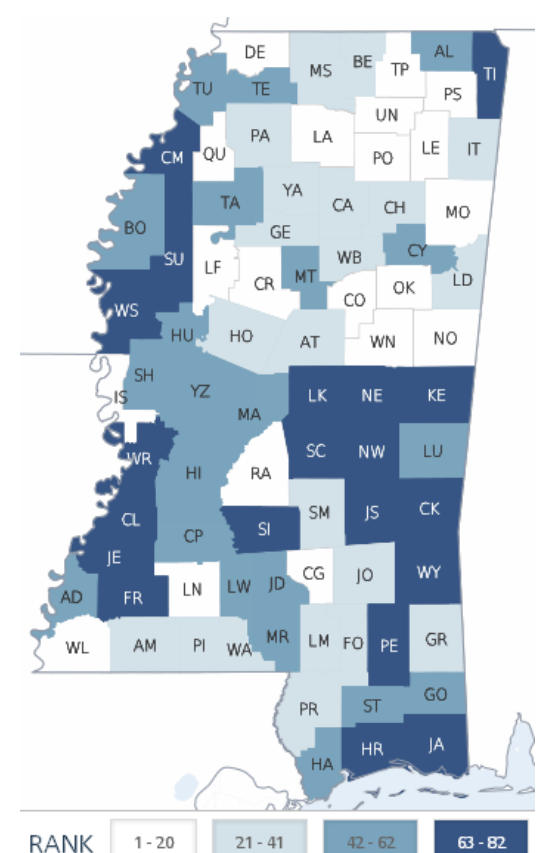 DE
MS
BE
AL
TI
TP
TU
TE
PS
UN
PA
LA
QU
LE
IT
CM
PO
YA
TA
CA
CH
MO
BO
GE
CY
WB
SU
LF
MT
LD
CR
OK
CO
WS
HU
HO
AT
WN
NO
SH
IS
YZ
LK
NE
KE
MA
SC
NW
LU
WR
HI
RA
SM
JS
CK
CL
SI
CP
JE
CG
JO
WY
LN
LW
JD
AD
FR
WL
AM
PI
WA
MR
LM
FO
PE
GR
PR
ST
GO
HR
JA
HA
RANK 1 - 20 21 - 41 42 - 62 63 - 82